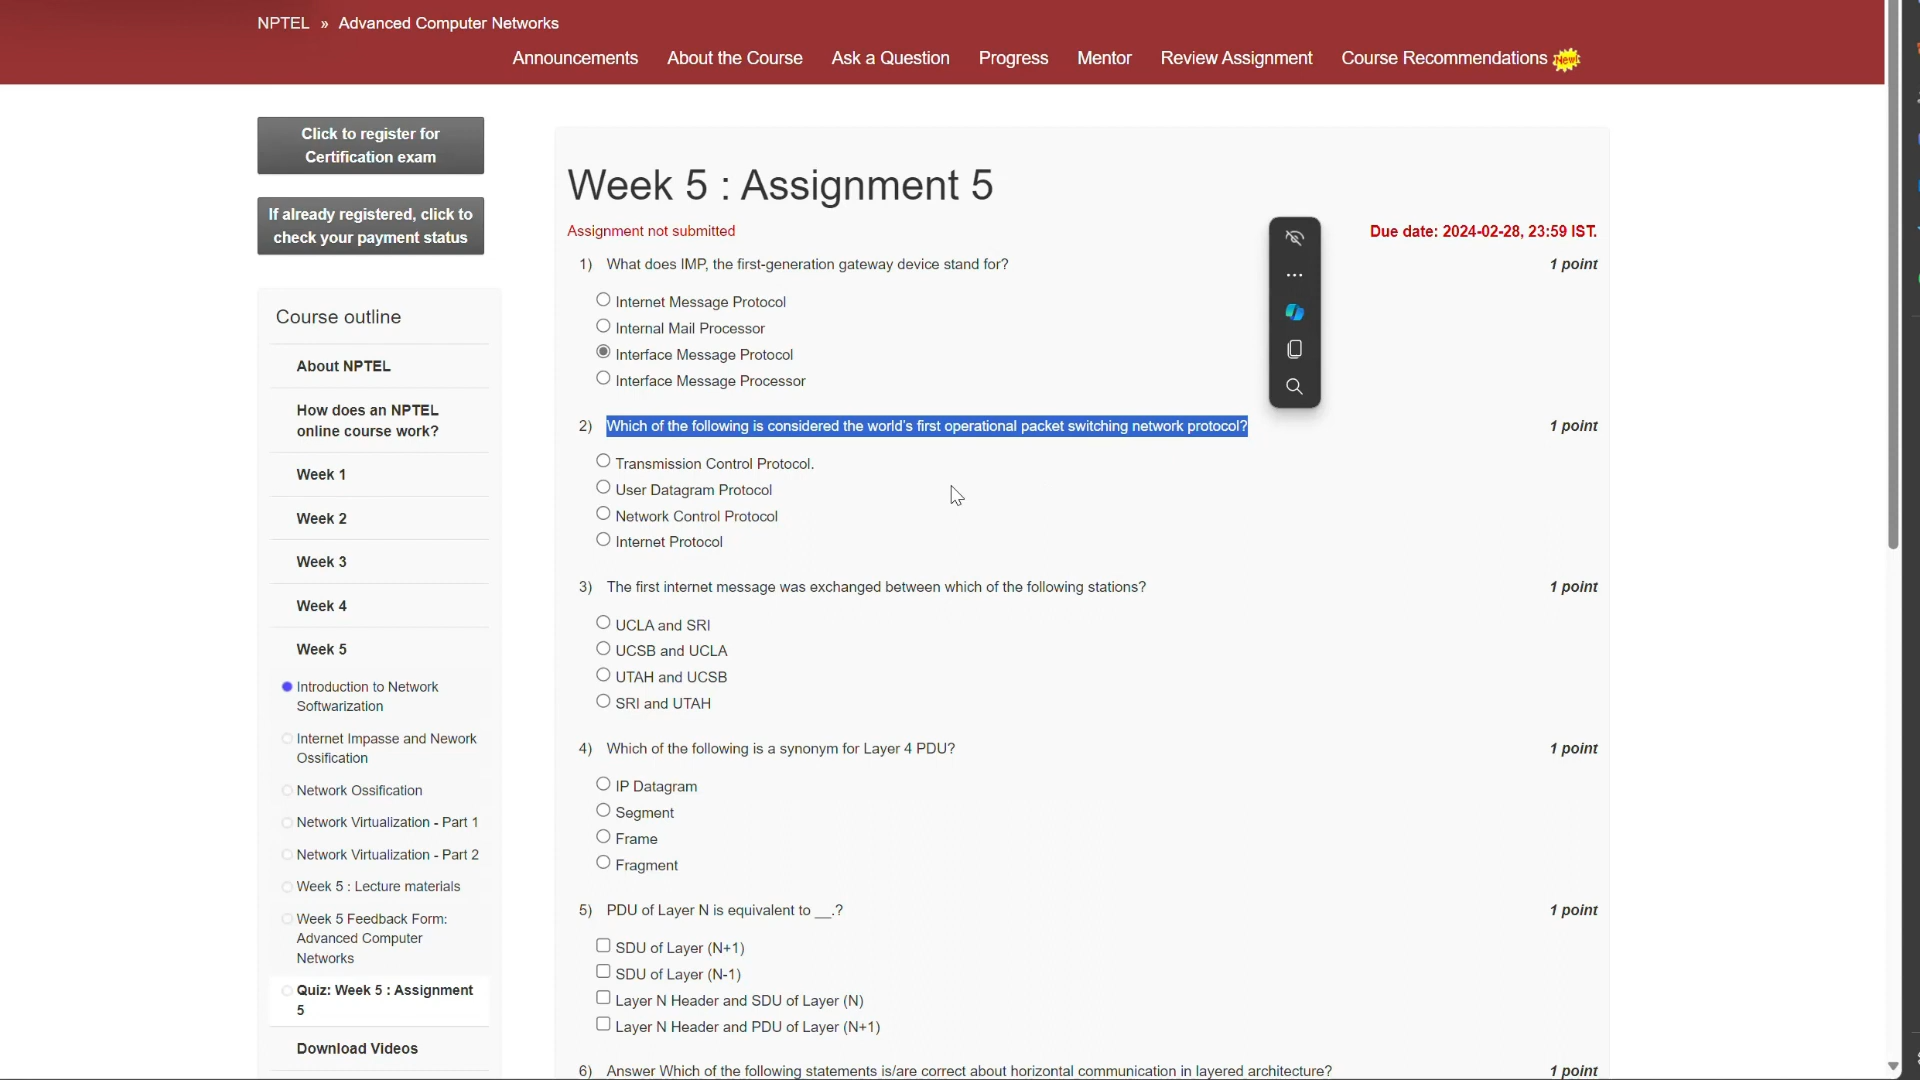 NPTEL » Advanced Computer Networks
Announcements About the Course Ask a Question Progress Mentor Review Assignment Course Recommendations New!
Click to register for
Certification exam
If already registered, click to
check your payment status
Course outline
About NPTEL
How does an NPTEL
online course work?
Week 1
Week 2
Week 3
Week 4
Week 5
Introduction to Network
Softwarization
Internet Impasse and Nework
Ossification
Network Ossification
Network Virtualization - Part 1
Network Virtualization - Part 2
Week 5 : Lecture materials
Week 5 Feedback Form:
Advanced Computer
Networks
Quiz: Week 5 : Assignment
5
Download Videos
Week 5 : Assignment 5
Assignment not submitted Due date: 2024-02-28, 23:59 IST.
1) What does IMP, the first-generation gateway device stand for? 1 point
Internet Message Protocol
Internal Mail Processor
Interface Message Protocol
Interface Message Processor
2) Which of the following is considered the world's first operational packet switching network protocol? 1 point
Transmission Control Protocol.
User Datagram Protocol
Network Control Protocol
Internet Protocol
3) The first internet message was exchanged between which of the following stations? 1 point
UCLA and SRI
UCSB and UCLA
UTAH and UCSB
SRI and UTAH
4) Which of the following is a synonym for Layer 4 PDU? 1 point
IP Datagram
Segment
Frame
Fragment
5) PDU of Layer N is equivalent to __.? 1 point
SDU of Layer (N+1)
SDU of Layer (N-1)
Layer N Header and SDU of Layer (N)
Layer N Header and PDU of Layer (N+1)
6) Answer Which of the following statements is/are correct about horizontal communication in layered architecture? 1 point